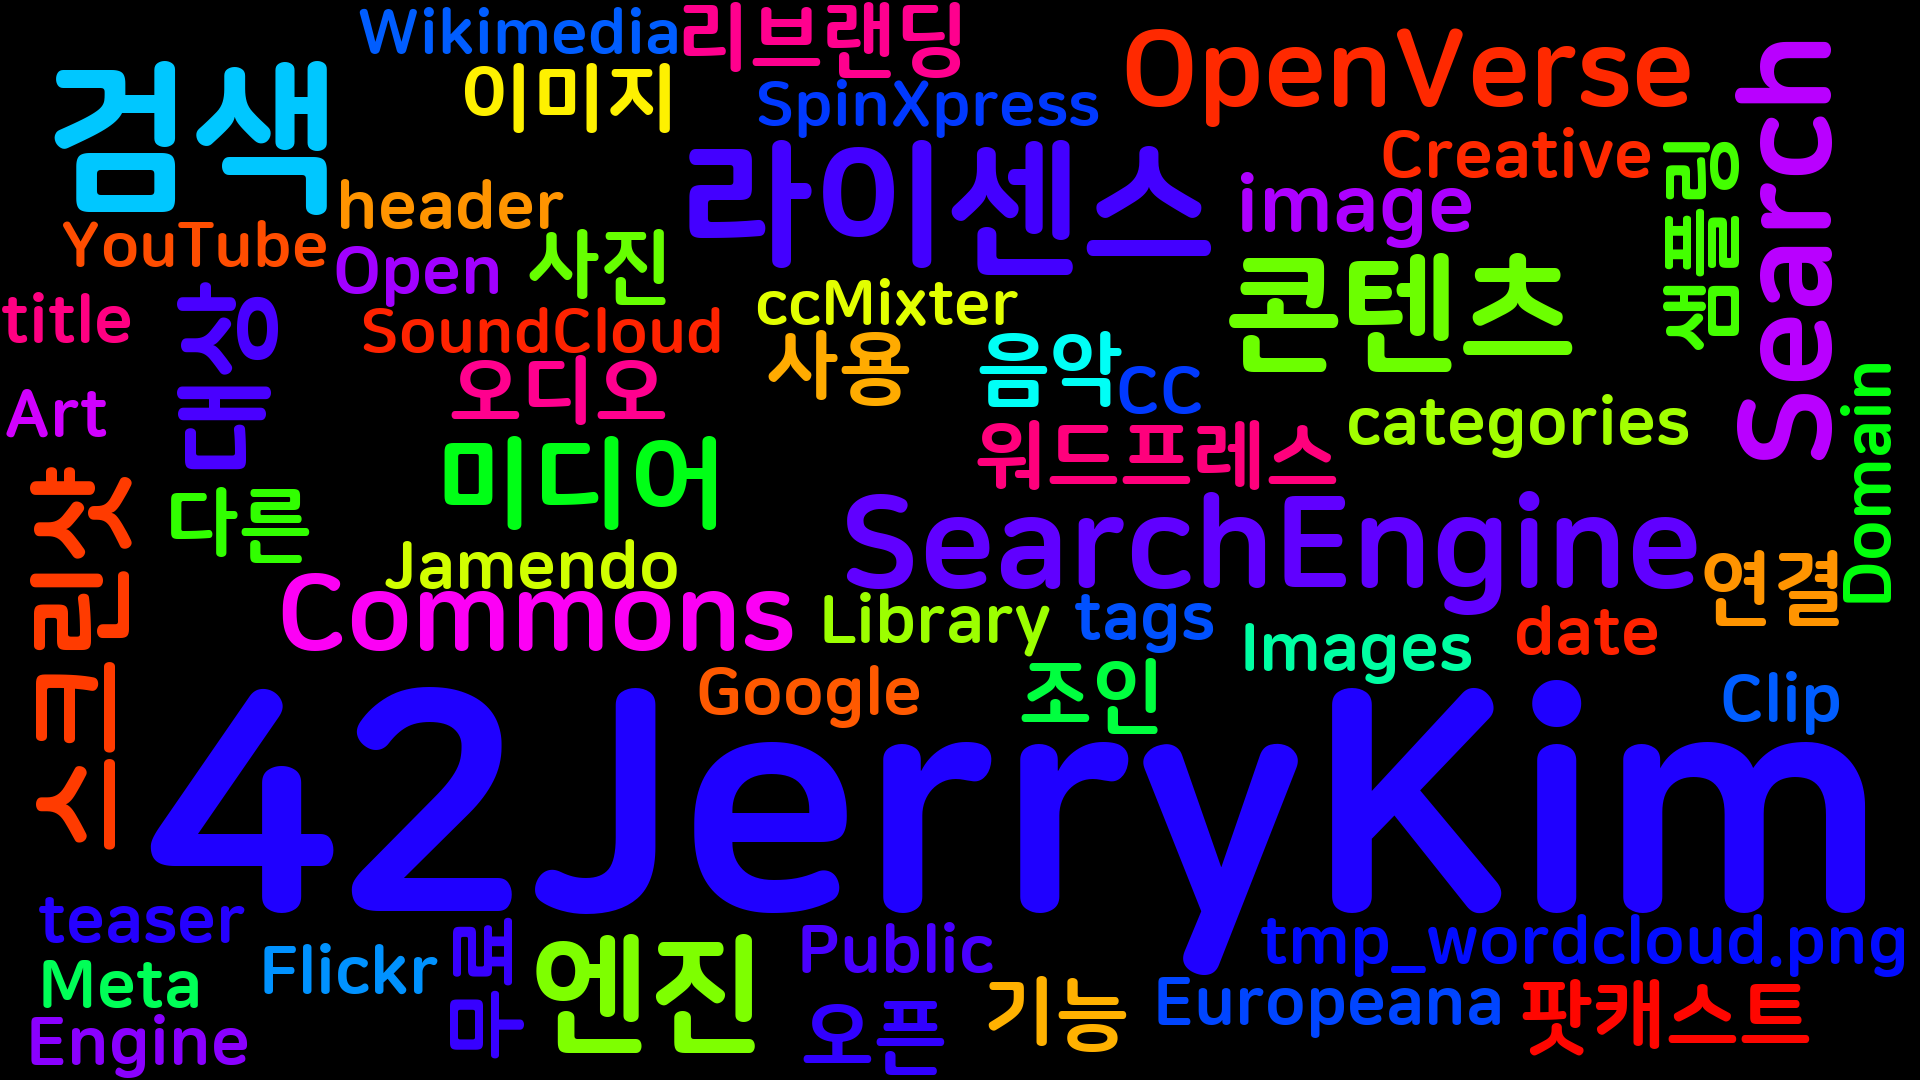 Wikimedia
리브랜딩
OpenVerse
Search
검색
이미지
SpinXpress
Creative
샘플링
라이센스
image
header
YouTube
Open
사진
콘텐츠
title
대상
ccMixter
SoundCloud
사용
음악
CC
오디오
Art
categories
Domain
워드프레스
미디어
스크린샷
다른
SearchEngine
Jamendo
연결
Commons
Library
tags
Images
date
Google
조인
Clip
42JerryKim
teaser
Flickr
엔진
Public
tmp_wordcloud.png
Meta
기능
Europeana
팟캐스트
Engine
오픈